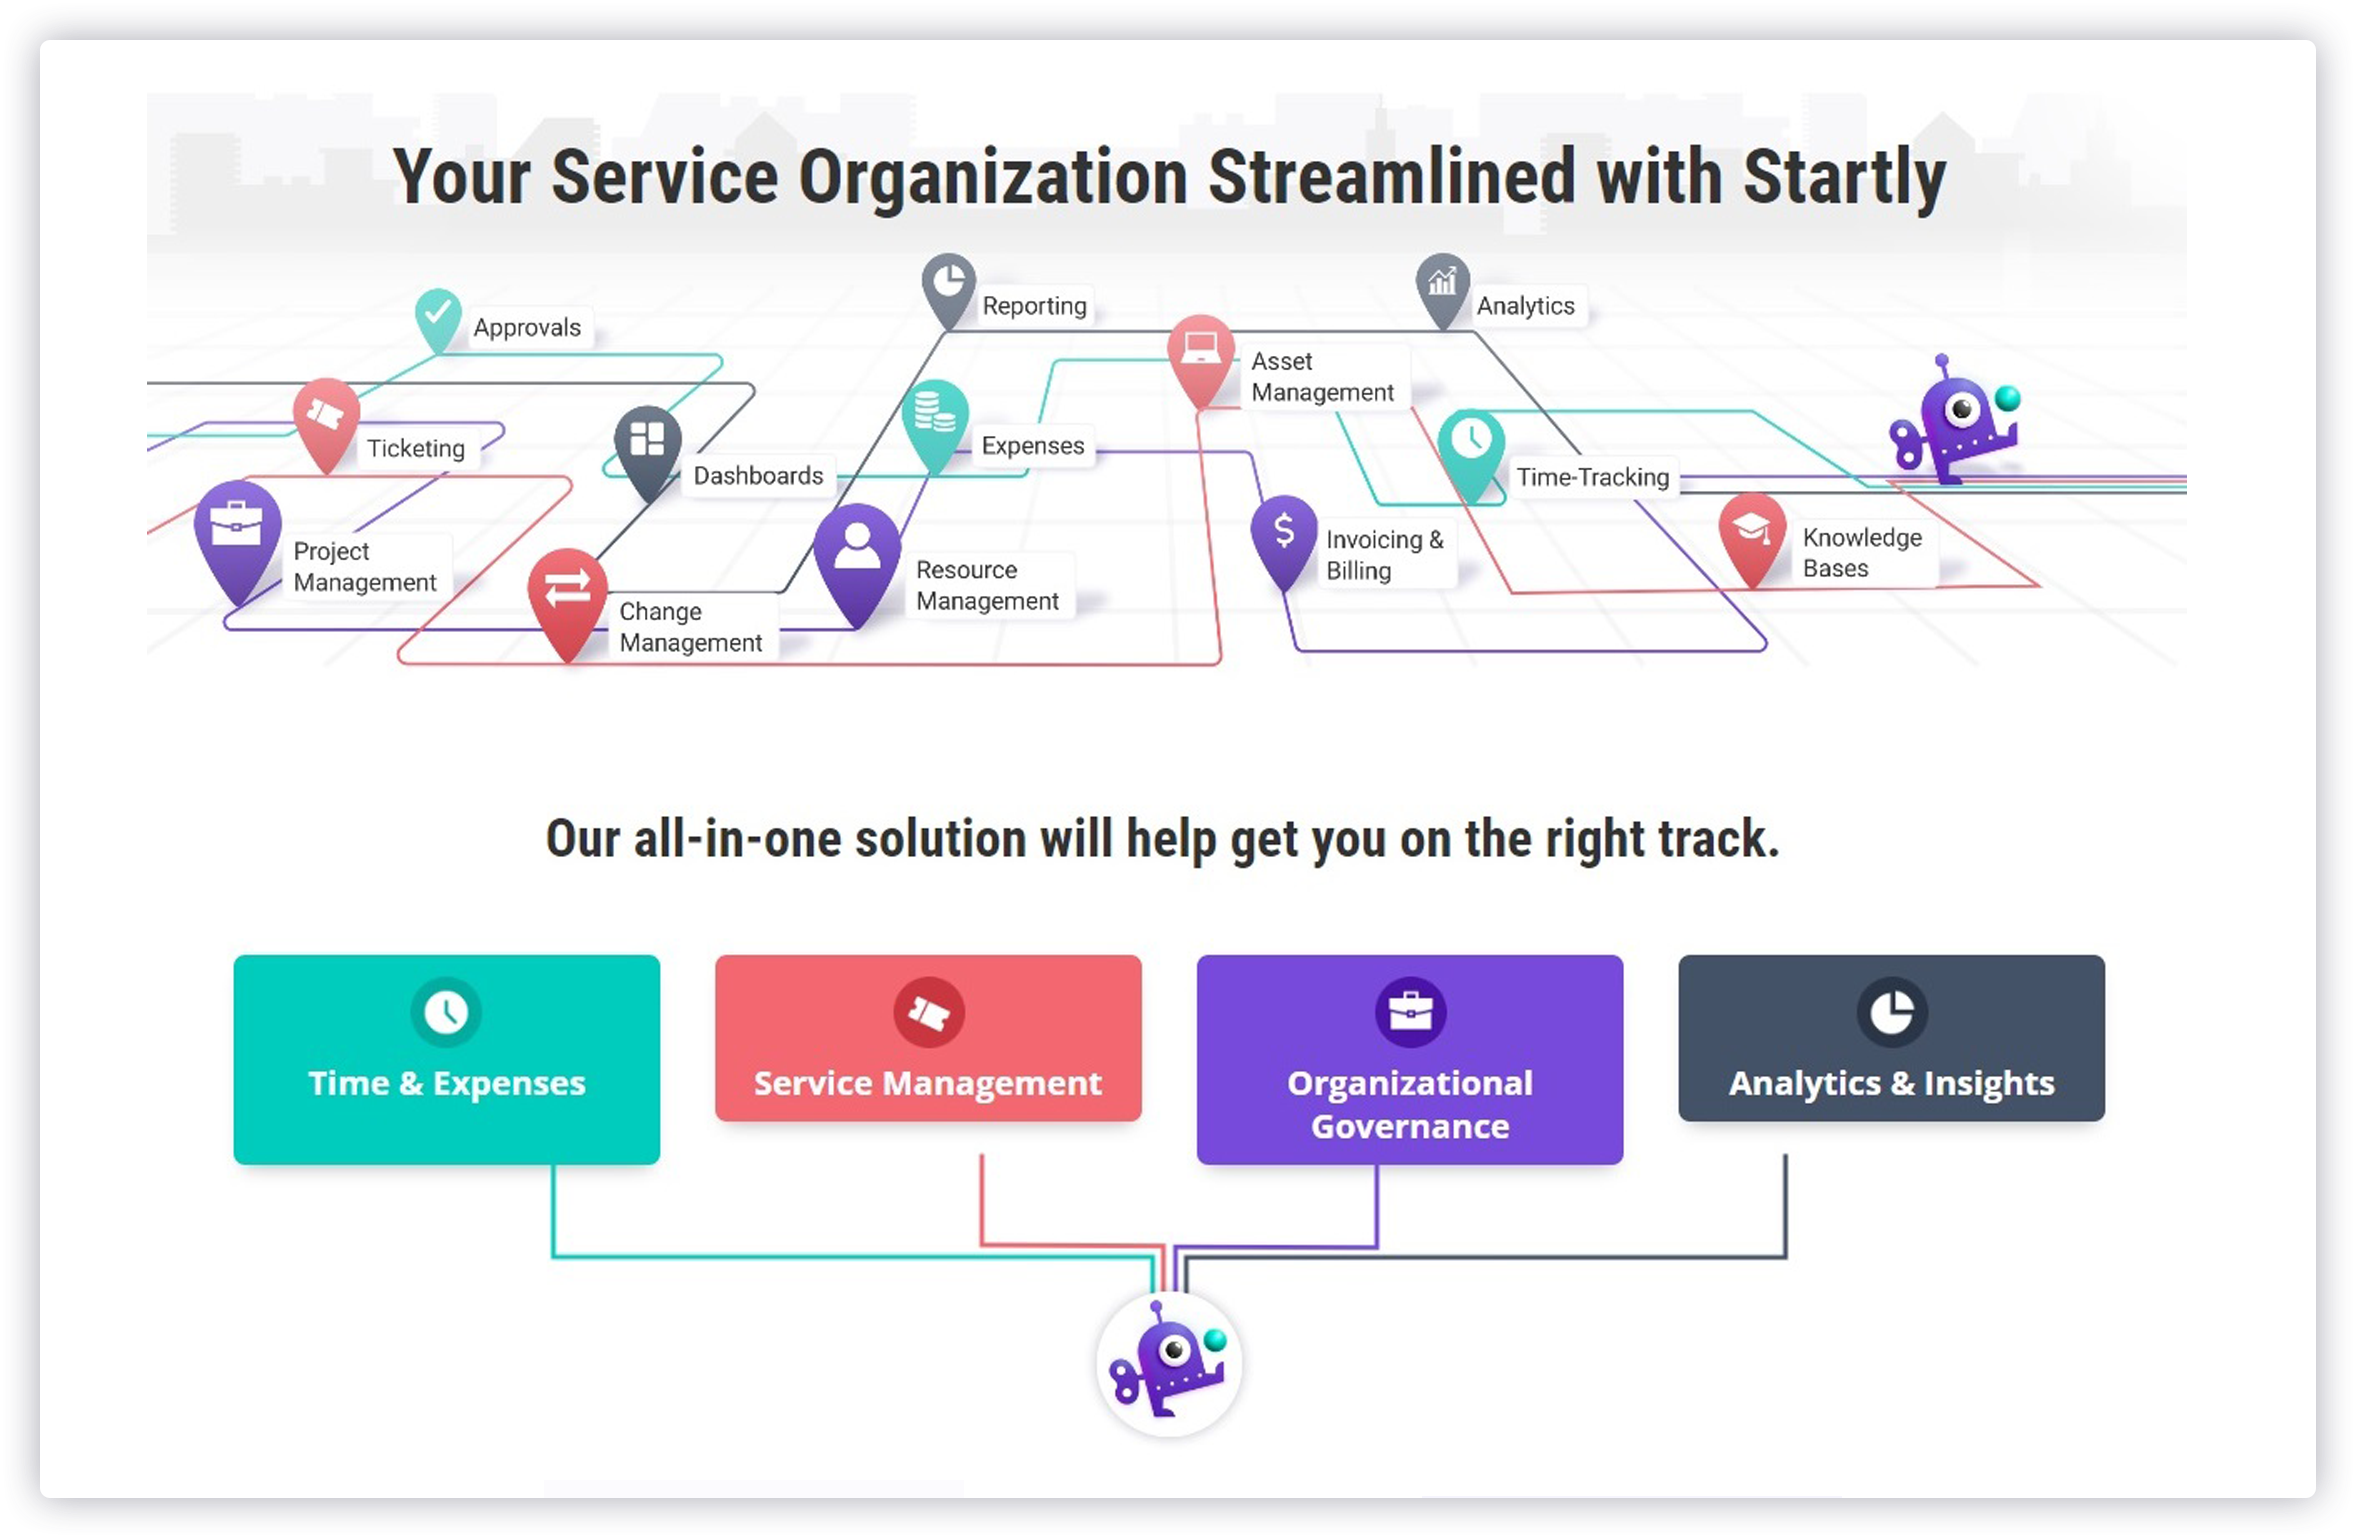 Your Service Organization Streamlined with Startly
Reporting
Analytics
Approvals
Asset
Management
Ticketing
Expenses
Dashboards
Time-Tracking
Project
Management
Invoicing &
Billing
Knowledge
Bases
Resource
Management
Change
Management
Our all-in-one solution will help get you on the right track.
Time & Expenses
Service Management
Organizational
Governance
Analytics & Insights